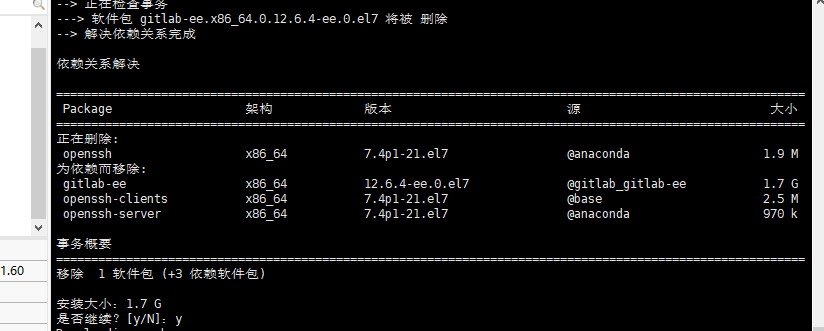 --> 正在检查事务
---> 软件包 gitlab-ee.x86_64.0.12.6.4-ee.0.el7 将被 删除
--> 解决依赖关系完成
依赖关系解决
================================================================================
Package 架构 版本 源 大小
================================================================================
正在删除:
openssh x86_64 7.4p1-21.el7 @anaconda 1.9 M
为依赖而移除:
gitlab-ee x86_64 12.6.4-ee.0.el7 @gitlab_gitlab-ee 1.7 G
openssh-clients x86_64 7.4p1-21.el7 @base 2.5 M
openssh-server x86_64 7.4p1-21.el7 @anaconda 970 k
事务概要
================================================================================
移除 1 软件包 (+3 依赖软件包)
安装大小：1.7 G
是否继续？[y/N]：y
1.60